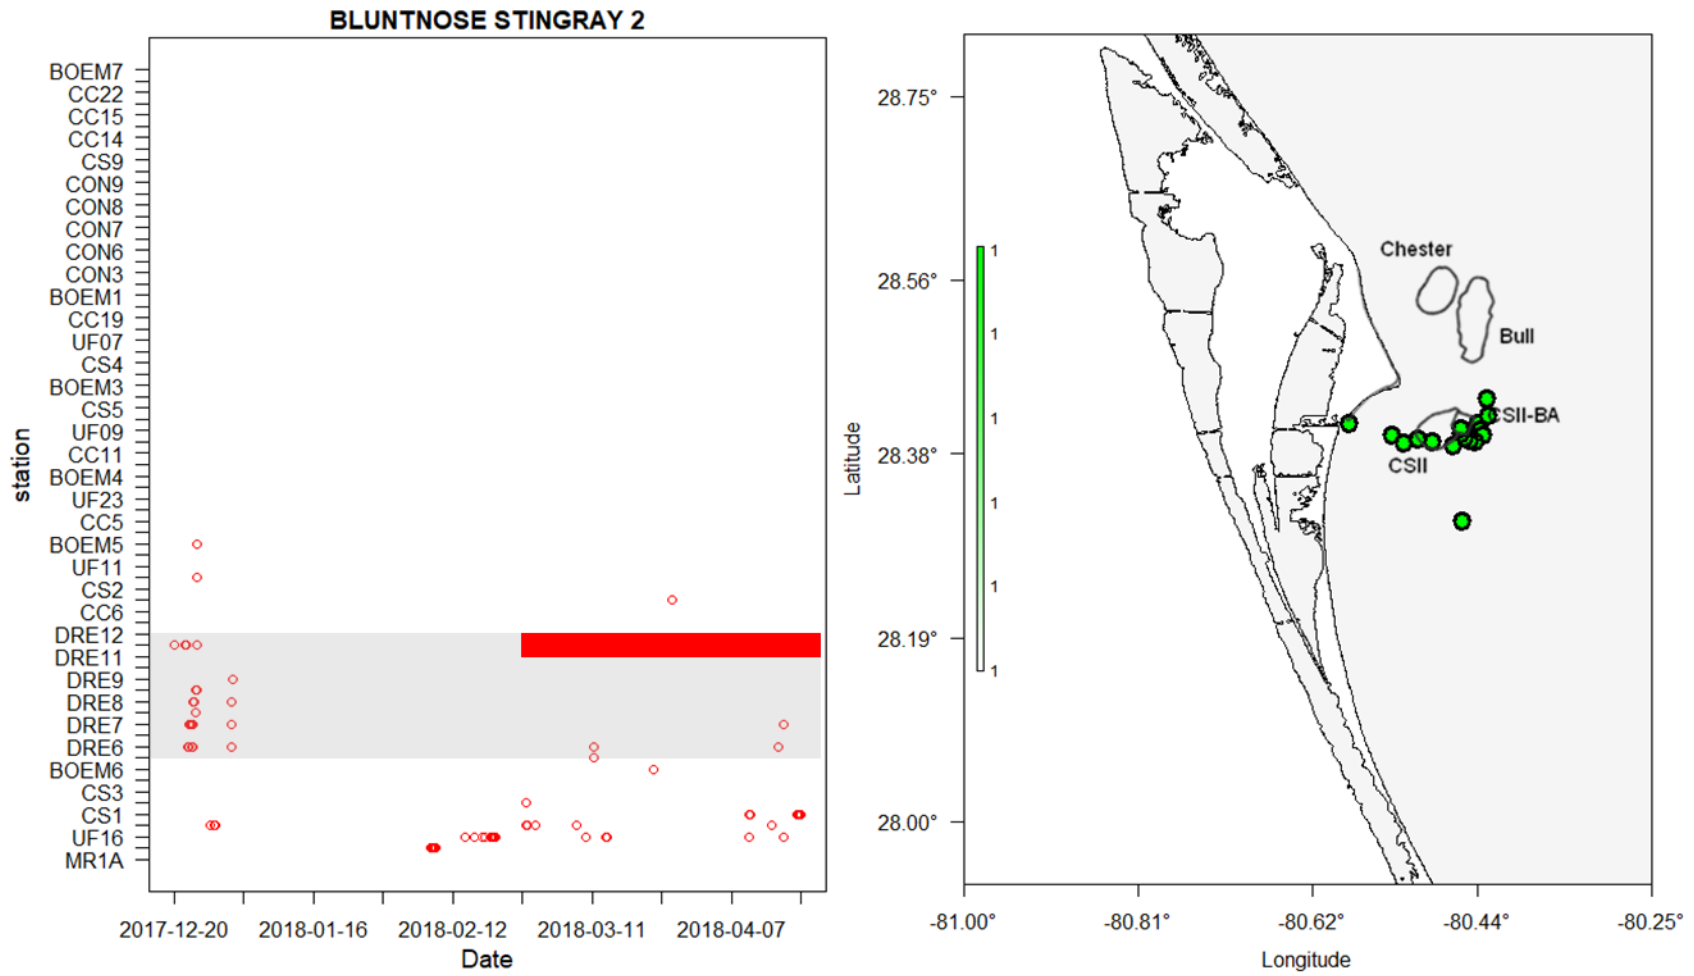 BLUNTNOSE STINGRAY 2
station
BOEM7
CC22
CC15
CC14
CS9
CON9
CON8
CON7
CON6
CON3
BOEM1
CC19
UF07
CS4
BOEM3
CS5
UF09
CC11
BOEM4
UF23
CC5
BOEM5
UF11
CS2
CC6
DRE12
DRE11
DRE9
DRE8
DRE7
DRE6
BOEM6
CS3
CS1
UF16
MR1A
2017-12-20 2018-01-16 2018-02-12 2018-03-11 2018-04-07
Date
Latitude
28.75°
28.56°
28.38°
28.19°
28.00°
1
1
1
1
1
1
Chester
Bull
CSII-BA
CSII
-81.00° -80.81° -80.62° -80.44° -80.25°
Longitude